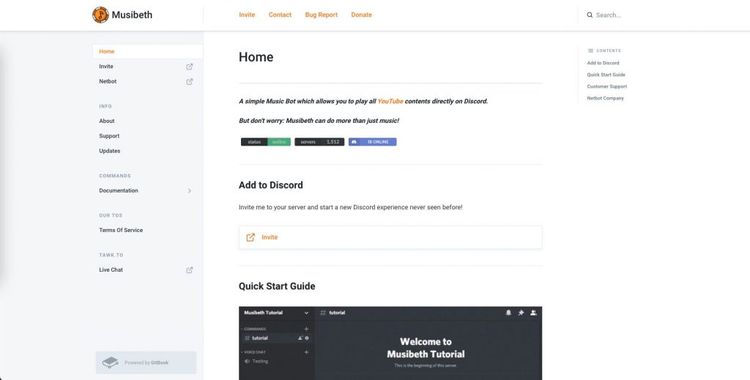 Musibeth
Invite Contact Bug Report Donate
Search...
Home
Invite
Netbot
INFO
About
Support
Updates
COMMANDS
Documentation
OUR TOS
Terms Of Service
TAWK.TO
Live Chat
Powered by GitBook
Home
A simple Music Bot which allows you to play all YouTube contents directly on Discord.
But don't worry: Musibeth can do more than just music!
status online servers 1,512 18 ONLINE
Add to Discord
Invite me to your server and start a new Discord experience never seen before!
Invite
Quick Start Guide
Musibeth Tutorial
tutorial
COMMANDS
tutorial
VOICE CHAT
Testing
Welcome to
Musibeth Tutorial
This is the beginning of this server.
CONTENTS
Add to Discord
Quick Start Guide
Customer Support
Netbot Company